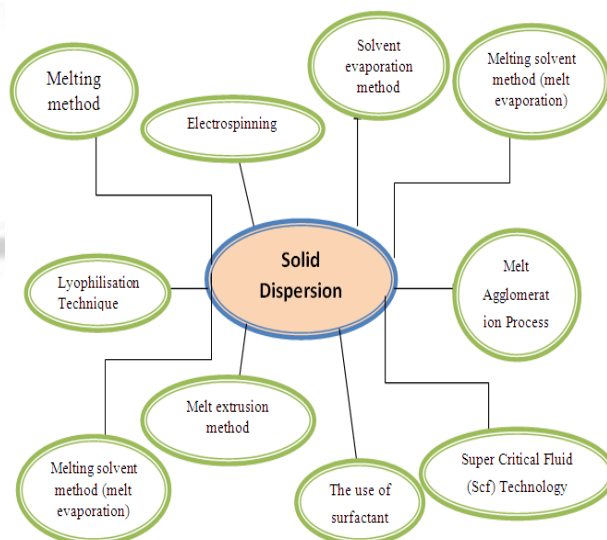 Melting
method
Electrospinning
Solvent
evaporation
method
Melting solvent
method (melt
evaporation)
Solid
Dispersion
Lyophilisation
Technique
Melt
Agglomerat
ion Process
Melt extrusion
method
Melting solvent
method (melt
evaporation)
The use of
surfactant
Super Critical Fluid
(Scf) Technology